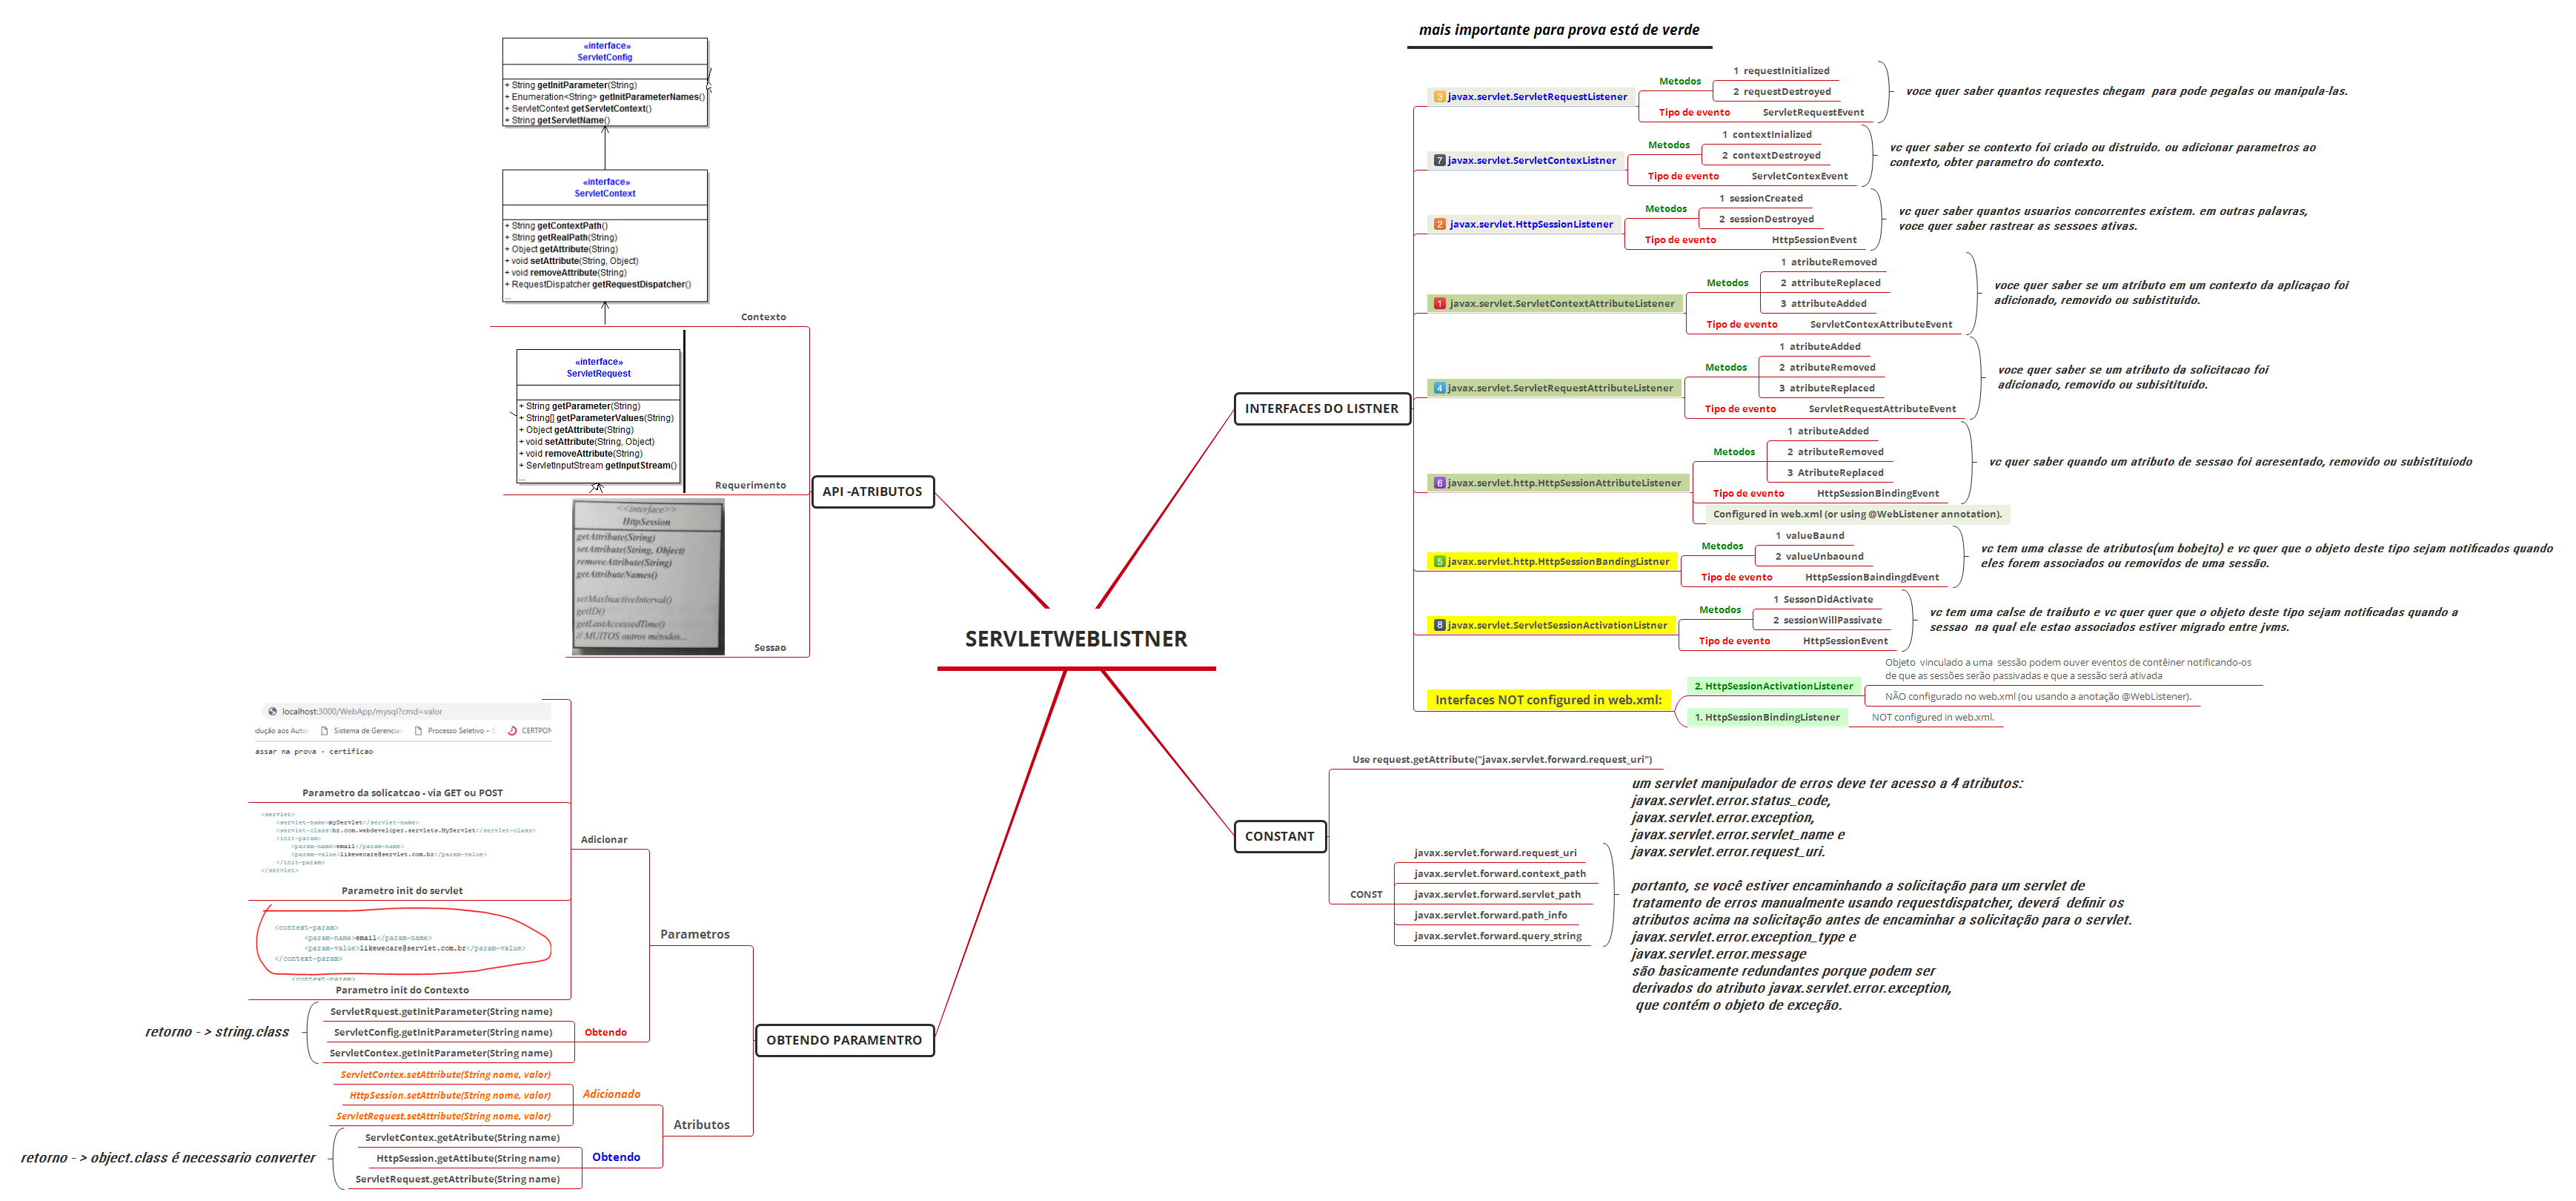 mais importante para prova está de verde
«interface»
ServletConfig
+ String getInitParameter(String)
+ Enumeration<String> getInitParameterNames()
+ ServletContext getServletContext()
+ String getServletName()
«interface»
ServletContext
+ String getContextPath()
+ String getRealPath(String)
+ Object getAttribute(String)
+ void setAttribute(String, Object)
+ void removeAttribute(String)
+ RequestDispatcher getRequestDispatcher()
...
Contexto
«interface»
ServletRequest
+ String getParameter(String)
+ String[] getParameterValues(String)
+ Object getAttribute(String)
+ void setAttribute(String, Object)
+ void removeAttribute(String)
+ ServletInputStream getInputStream()
...
Requerimento
<<interface>>
HttpSession
getAttribute(String)
setAttribute(String, Object)
removeAttribute(String)
getAttributeNames()
setMaxInactiveInterval()
getID()
getLastAccessedTime()
// MUITOS outros métodos...
Sessao
API -ATRIBUTOS
SERVLETWEBLISTNER
INTERFACES DO LISTNER
3 javax.servlet.ServletRequestListener
Metodos
1 requestInitialized
2 requestDestroyed
Tipo de evento
ServletRequestEvent
voce quer saber quantos requestes chegam para pode pegalas ou manipula-las.
7 javax.servlet.ServletContexListner
Metodos
1 contextInialized
2 contextDestroyed
Tipo de evento
ServletContexEvent
vc quer saber se contexto foi criado ou distruido. ou adicionar parametros ao
contexto, obter parametro do contexto.
2 javax.servlet.HttpSessionListener
Metodos
1 sessionCreated
2 sessionDestroyed
Tipo de evento
HttpSessionEvent
vc quer saber quantos usuarios concorrentes existem. em outras palavras,
voce quer saber rastrear as sessoes ativas.
1 javax.servlet.ServletContextAttributeListener
Metodos
1 atributeRemoved
2 attributeReplaced
3 attributeAdded
Tipo de evento
ServletContexAttributeEvent
voce quer saber se um atributo em um contexto da aplicaçao foi
adicionado, removido ou subistituido.
4 javax.servlet.ServletRequestAttributeListener
Metodos
1 atributeAdded
2 atributeRemoved
3 atributeReplaced
Tipo de evento
ServletRequestAttributeEvent
voce quer saber se um atributo da solicitacao foi
adicionado, removido ou subisitituido.
6 javax.servlet.http.HttpSessionAttributeListener
Metodos
1 atributeAdded
2 atributeRemoved
3 AtributeReplaced
Tipo de evento
HttpSessionBindingEvent
Configured in web.xml (or using @WebListener annotation).
vc quer saber quando um atributo de sessao foi acresentado, removido ou subistituiodo
5 javax.servlet.http.HttpSessionBandingListner
Metodos
1 valueBaund
2 valueUnbaound
Tipo de evento
HttpSessionBaindingdEvent
vc tem uma classe de atributos(um bobejto) e vc quer que o objeto deste tipo sejam notificados quando
eles forem associados ou removidos de uma sessão.
8 javax.servlet.ServletSessionActivationListner
Metodos
1 SessonDidActivate
2 sessionWillPassivate
Tipo de evento
HttpSessionEvent
vc tem uma calse de traibuto e vc quer quer que o objeto deste tipo sejam notificadas quando a
sessao na qual ele estao associados estiver migrado entre jvms.
Interfaces NOT configured in web.xml:
2. HttpSessionActivationListener
Objeto vinculado a uma sessão podem ouver eventos de contêiner notificando-os
de que as sessões serão passivadas e que a sessão será ativada
NÃO configurado no web.xml (ou usando a anotação @WebListener).
1. HttpSessionBindingListener
NOT configured in web.xml.
CONSTANT
Use request.getAttribute("javax.servlet.forward.request_uri")
CONST
javax.servlet.forward.request_uri
javax.servlet.forward.context_path
javax.servlet.forward.servlet_path
javax.servlet.forward.path_info
javax.servlet.forward.query_string
um servlet manipulador de erros deve ter acesso a 4 atributos:
javax.servlet.error.status_code,
javax.servlet.error.exception,
javax.servlet.error.servlet_name e
javax.servlet.error.request_uri.
portanto, se você estiver encaminhando a solicitação para um servlet de
tratamento de erros manualmente usando requestdispatcher, deverá definir os
atributos acima na solicitação antes de encaminhar a solicitação para o servlet.
javax.servlet.error.exception_type e
javax.servlet.error.message
são basicamente redundantes porque podem ser
derivados do atributo javax.servlet.error.exception,
que contém o objeto de exceção.
OBTENDO PARAMENTRO
Parametros
Adicionar
localhost:3000/WebApp/mysql?cmd=valor
dução aos Auto
Sistema de Gerencia
Processo Seletivo – S
CERTPON
assar na prova - certificao
Parametro da solicatcao - via GET ou POST
<servlet>
<servlet-name>myServlet</servlet-name>
<servlet-class>br.com.webdeveloper.servlets.MyServlet</servlet-class>
<init-param>
<param-name>email</param-name>
<param-value>likewecare@servlet.com.br</param-value>
</init-param>
</servlet>
Parametro init do servlet
<context-param>
<param-name>email</param-name>
<param-value>likewecare@servlet.com.br</param-value>
</context-param>
<context-param>
Parametro init do Contexto
Obtendo
ServletRquest.getInitParameter(String name)
ServletConfig.getInitParameter(String name)
ServletContex.getInitParameter(String name)
retorno - > string.class
Atributos
Adicionado
ServletContex.setAttribute(String nome, valor)
HttpSession.setAttribute(String nome, valor)
ServletRequest.setAttribute(String nome, valor)
Obtendo
ServletContex.getAtribute(String name)
HttpSession.getAttibute(String name)
ServletRequest.getAttribute(String name)
retorno - > object.class é necessario converter